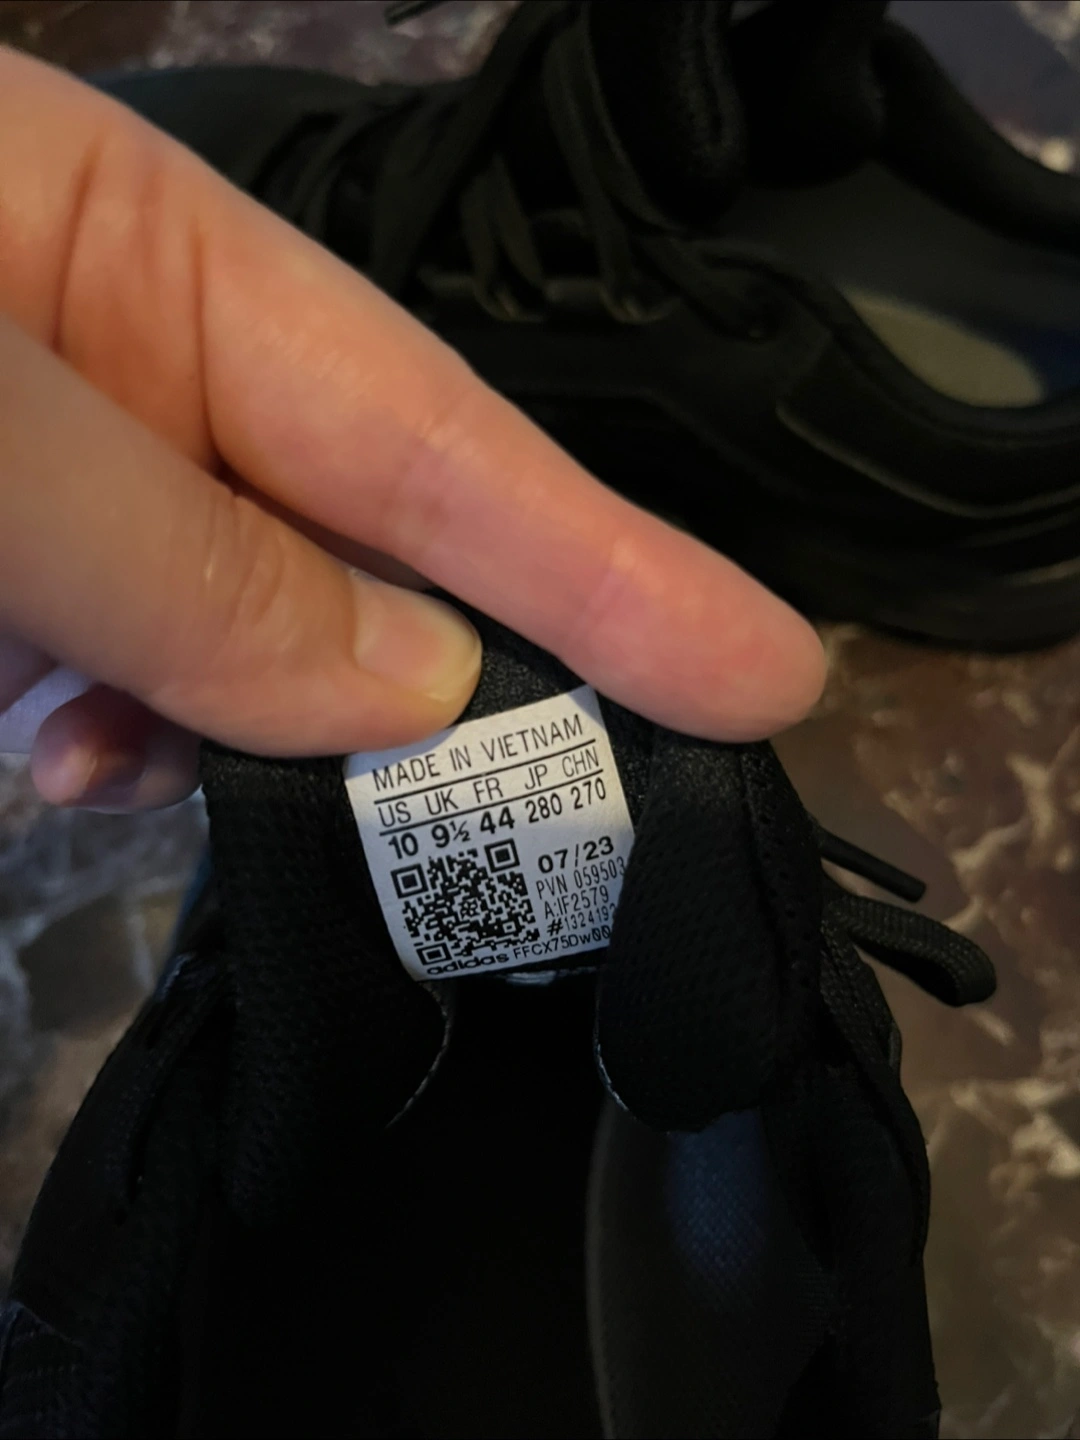 MADE IN VIETNAM
US UK FR JP CHN
10 9½ 44 280 270
07/23
PVN 059503
A:IF2579
#1324192
adidas FFCX75Dw00